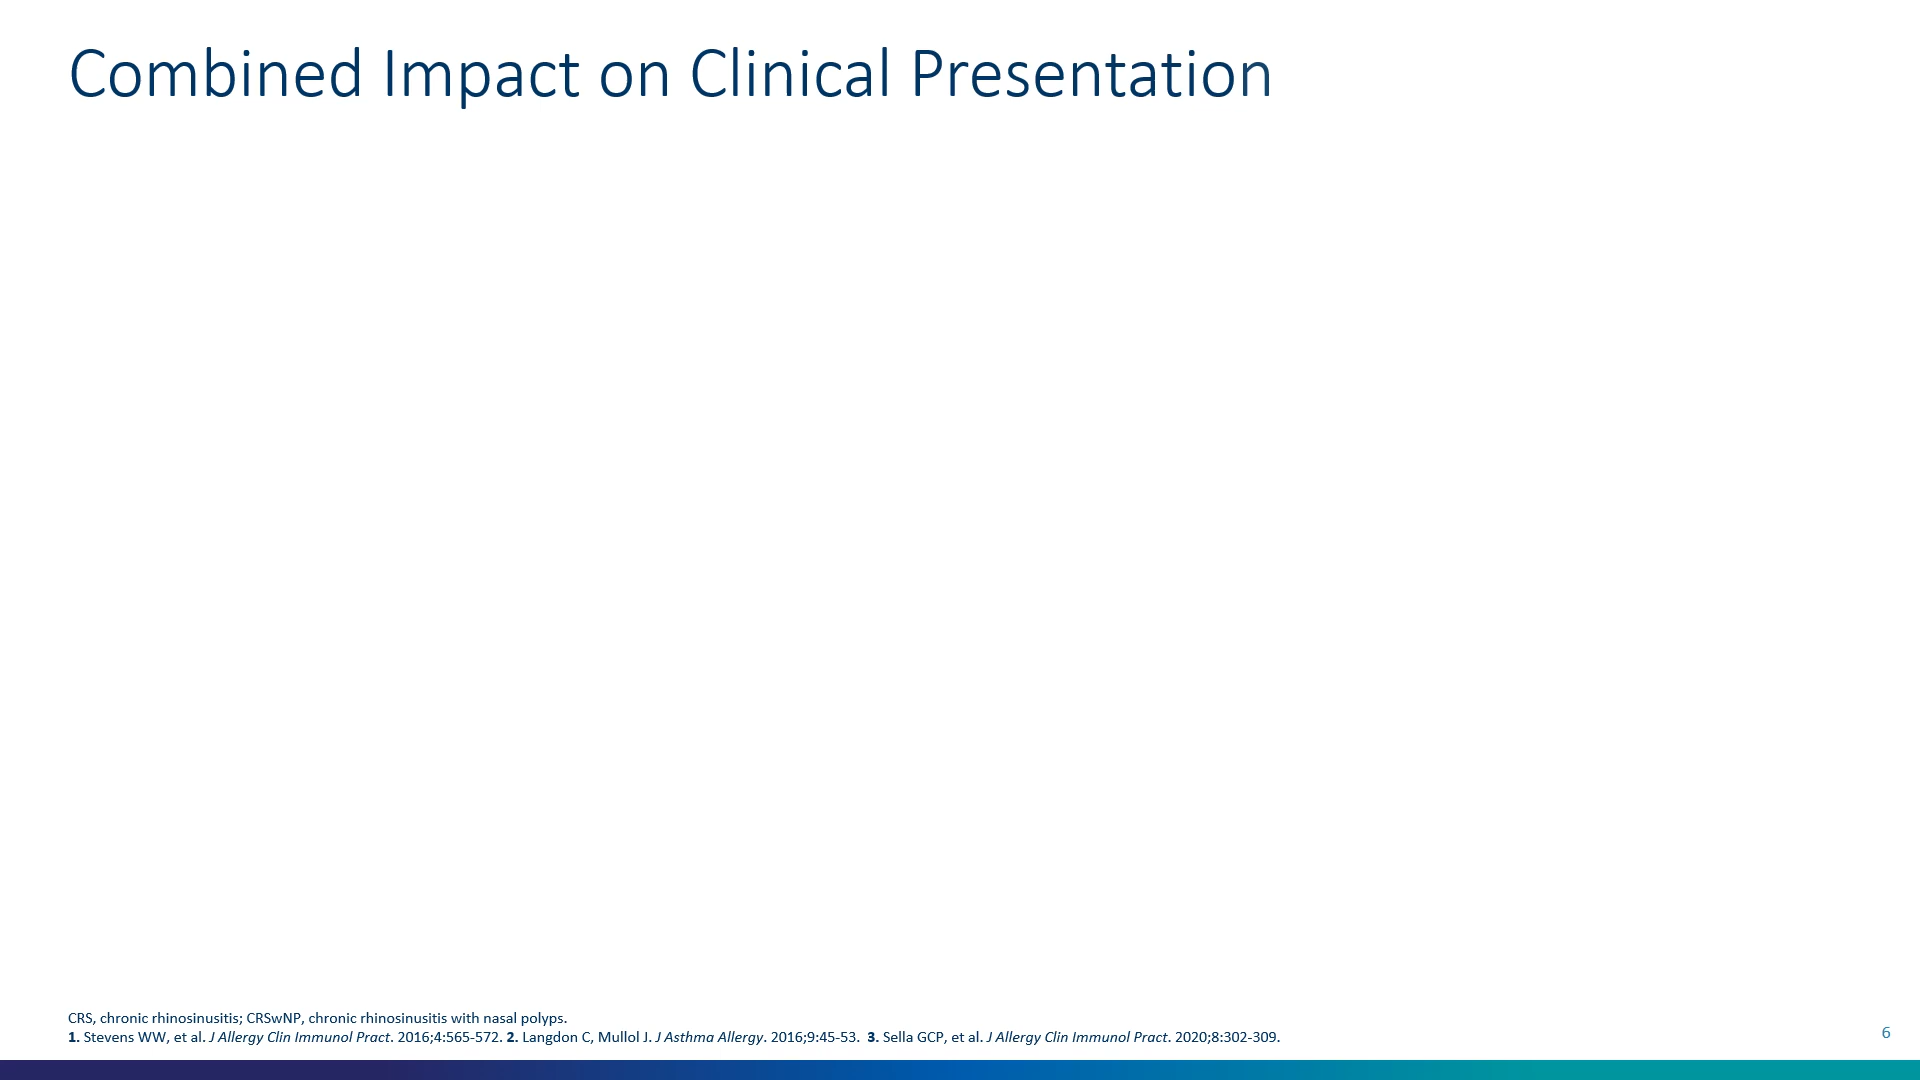 Combined Impact on Clinical Presentation
CRS, chronic rhinosinusitis; CRSwNP, chronic rhinosinusitis with nasal polyps.
1. Stevens WW, et al. J Allergy Clin Immunol Pract. 2016;4:565-572. 2. Langdon C, Mullol J. J Asthma Allergy. 2016;9:45-53.  3. Sella GCP, et al. J Allergy Clin Immunol Pract. 2020;8:302-309.
6